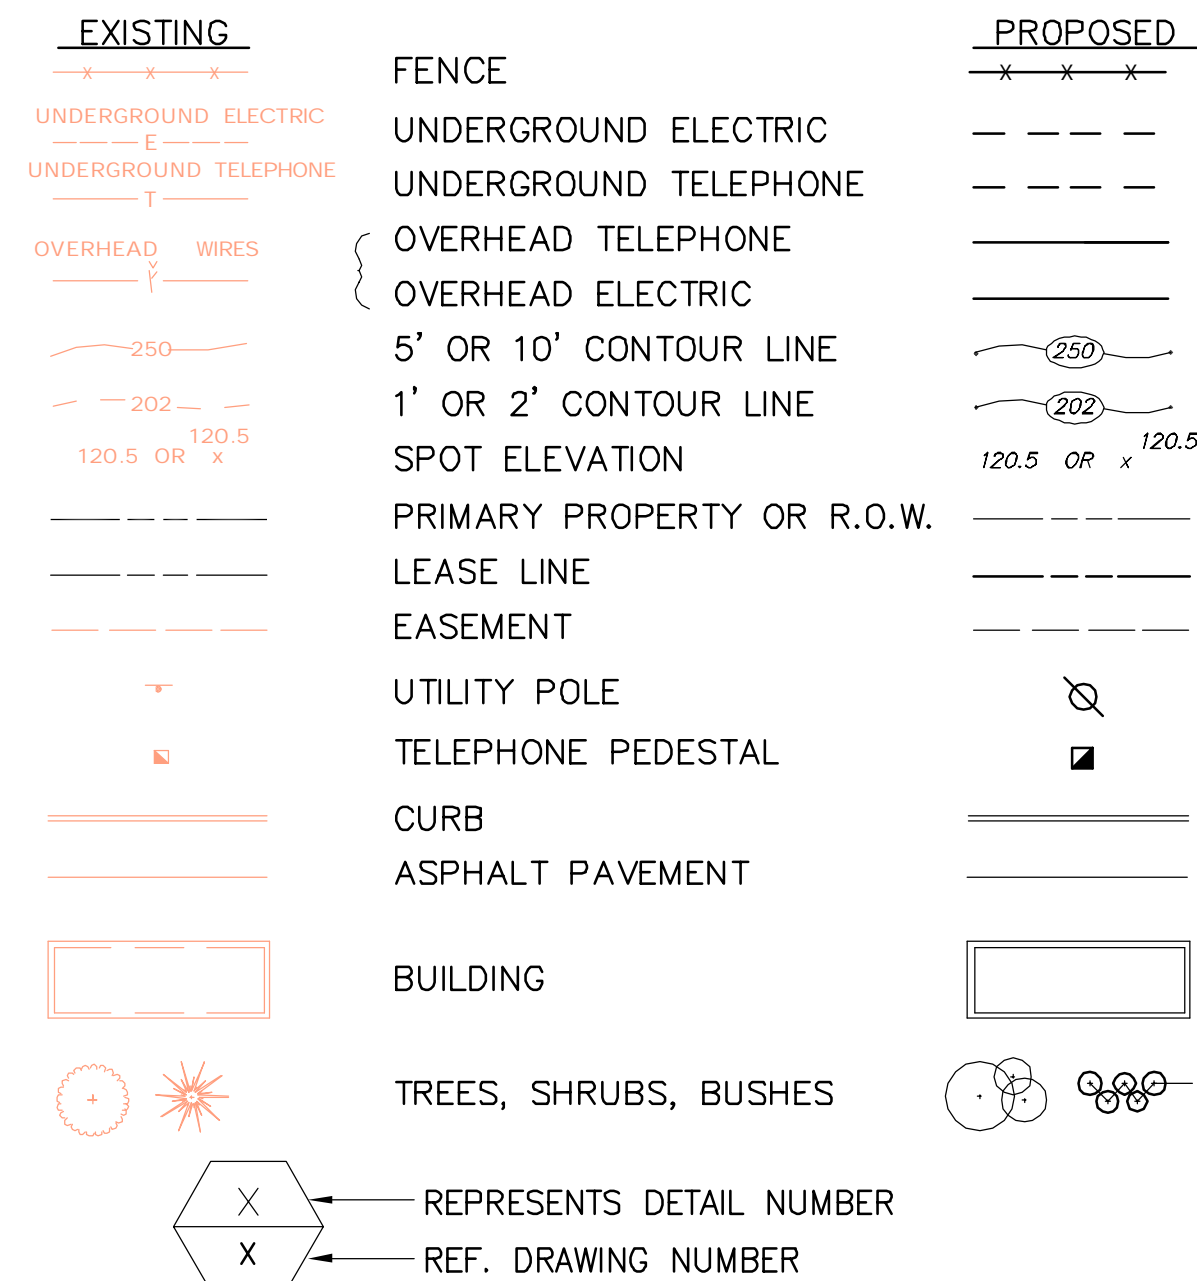 EXISTING PROPOSED
x x x FENCE x x x
UNDERGROUND ELECTRIC
E UNDERGROUND ELECTRIC
UNDERGROUND TELEPHONE
T UNDERGROUND TELEPHONE
OVERHEAD WIRES OVERHEAD TELEPHONE
OVERHEAD ELECTRIC
250 5' OR 10' CONTOUR LINE 250
202 1' OR 2' CONTOUR LINE 202
120.5 OR x 120.5 SPOT ELEVATION 120.5 OR x 120.5
PRIMARY PROPERTY OR R.O.W.
LEASE LINE
EASEMENT
UTILITY POLE
TELEPHONE PEDESTAL
CURB
ASPHALT PAVEMENT
BUILDING
TREES, SHRUBS, BUSHES
X REPRESENTS DETAIL NUMBER
X REF. DRAWING NUMBER